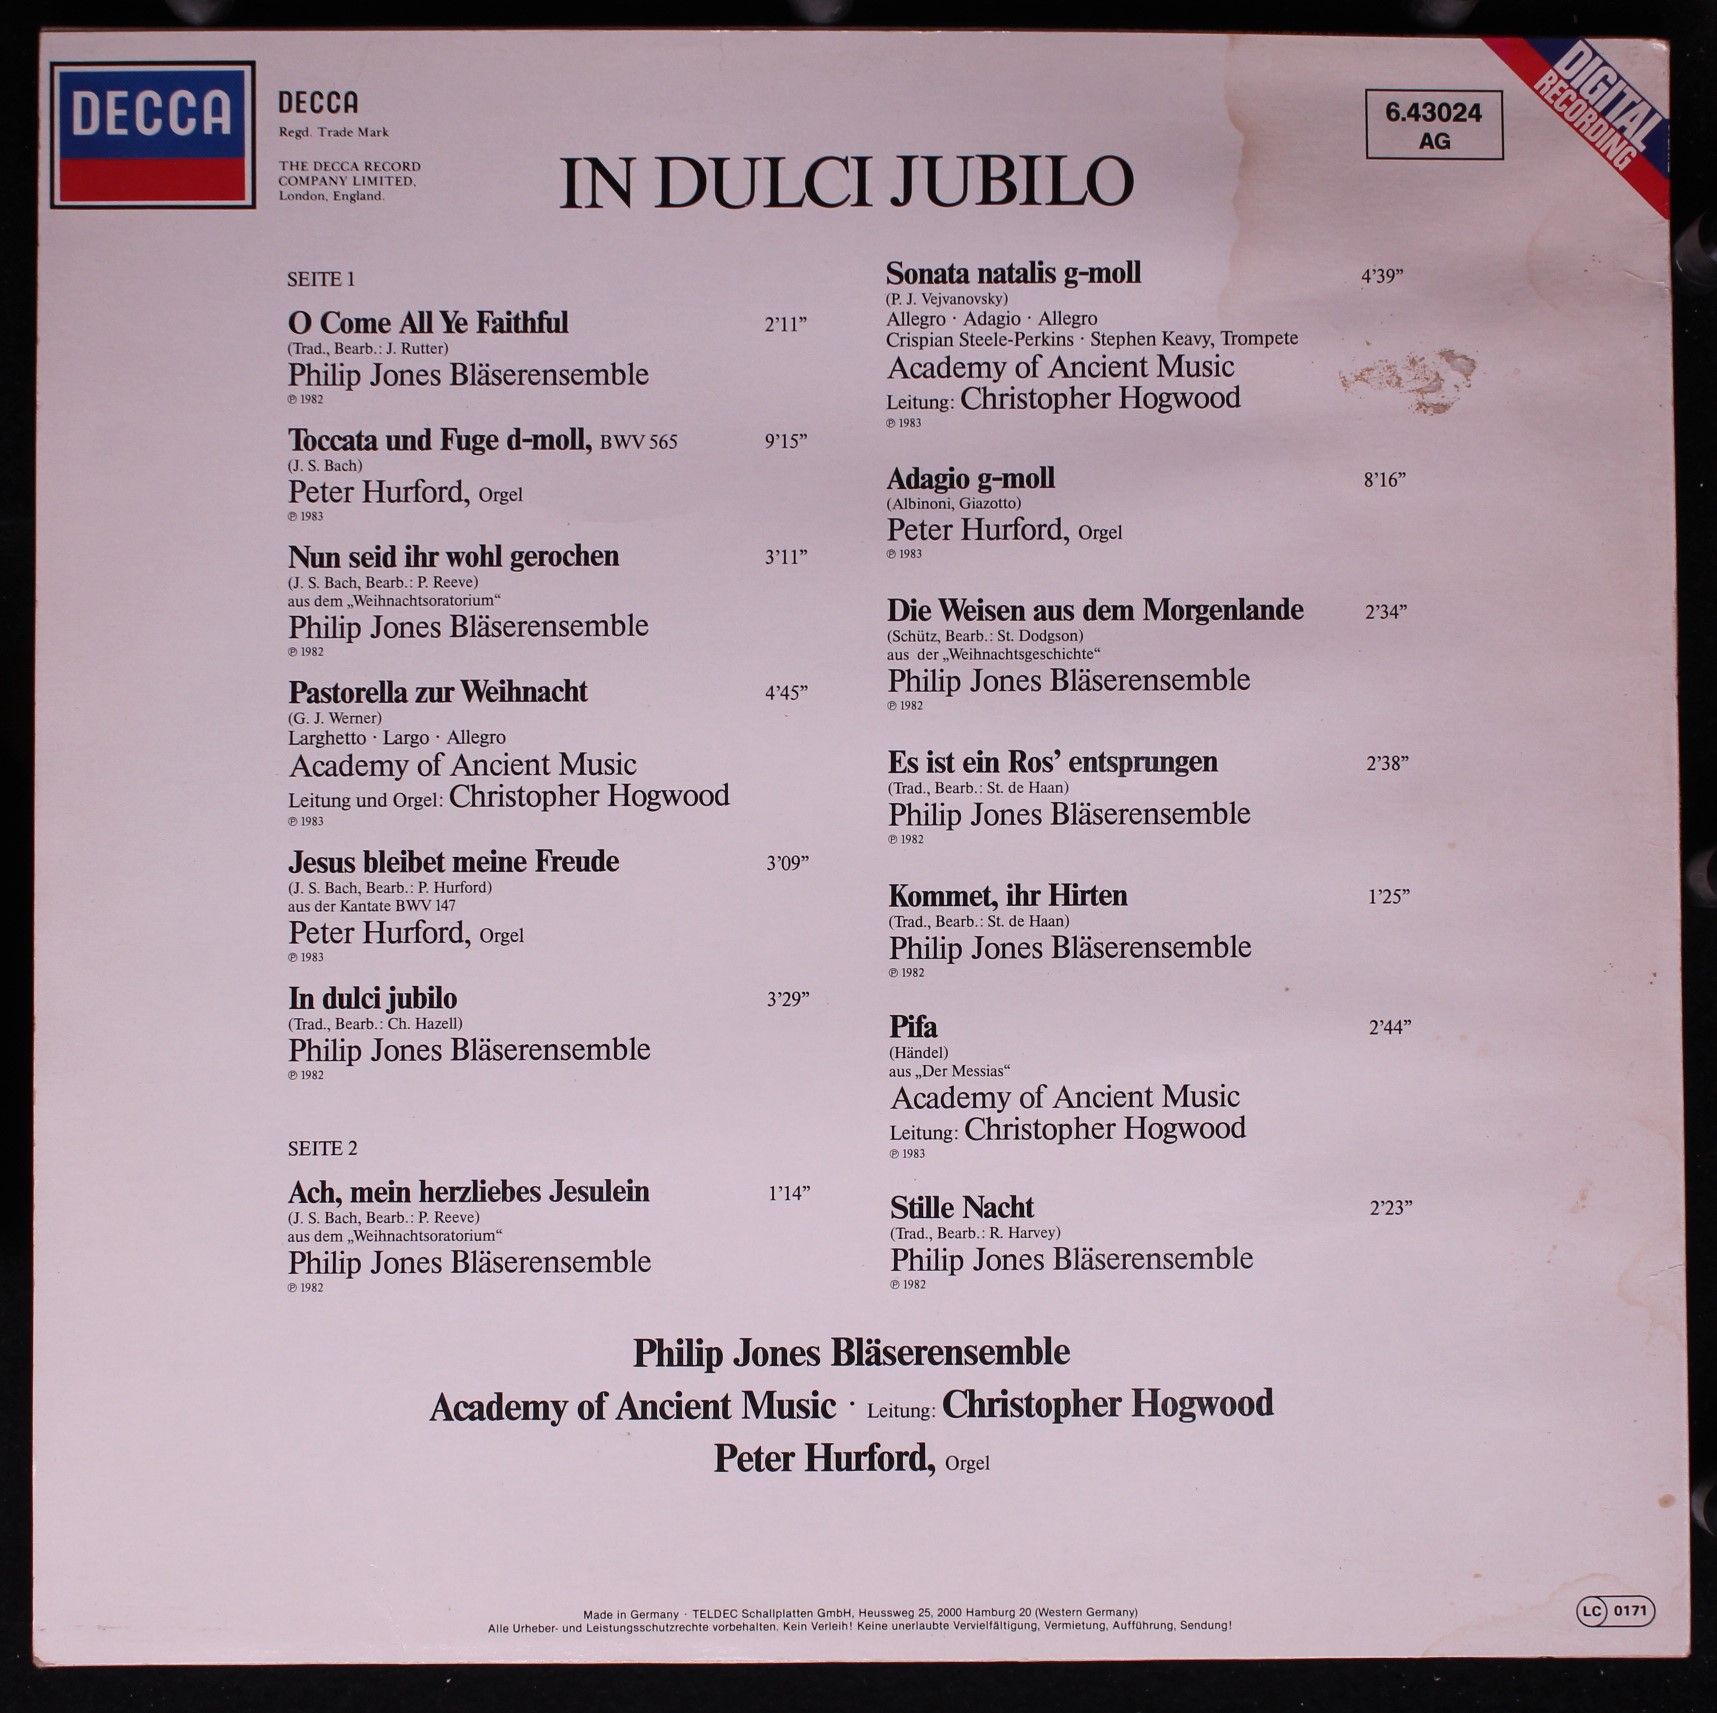 DECCA
DECCA
Regd. Trade Mark
THE DECCA RECORD
COMPANY LIMITED,
London, England.
IN DULCI JUBILO
6.43024
AG
DIGITAL
RECORDING
SEITE 1
O Come All Ye Faithful 2’11”
(Trad., Bearb.: J. Rutter)
Philip Jones Bläserensemble
℗ 1982
Toccata und Fuge d-moll, BWV 565 9’15”
(J. S. Bach)
Peter Hurford, Orgel
℗ 1983
Nun seid ihr wohl gerochen 3’11”
(J. S. Bach, Bearb.: P. Reeve)
aus dem „Weihnachtsoratorium“
Philip Jones Bläserensemble
℗ 1982
Pastorella zur Weihnacht 4’45”
(G. J. Werner)
Larghetto · Largo · Allegro
Academy of Ancient Music
Leitung und Orgel: Christopher Hogwood
℗ 1983
Jesus bleibet meine Freude 3’09”
(J. S. Bach, Bearb.: P. Hurford)
aus der Kantate BWV 147
Peter Hurford, Orgel
℗ 1983
In dulci jubilo 3’29”
(Trad., Bearb.: Ch. Hazell)
Philip Jones Bläserensemble
℗ 1982
SEITE 2
Ach, mein herzliebes Jesulein 1’14”
(J. S. Bach, Bearb.: P. Reeve)
aus dem „Weihnachtsoratorium“
Philip Jones Bläserensemble
℗ 1982
Sonata natalis g-moll 4’39”
(P. J. Vejvanovsky)
Allegro · Adagio · Allegro
Crispian Steele-Perkins · Stephen Keavy, Trompete
Academy of Ancient Music
Leitung: Christopher Hogwood
℗ 1983
Adagio g-moll 8’16”
(Albinoni, Giazotto)
Peter Hurford, Orgel
℗ 1983
Die Weisen aus dem Morgenlande 2’34”
(Schütz, Bearb.: St. Dodgson)
aus der „Weihnachtsgeschichte“
Philip Jones Bläserensemble
℗ 1982
Es ist ein Ros’ entsprungen 2’38”
(Trad., Bearb.: St. de Haan)
Philip Jones Bläserensemble
℗ 1982
Kommet, ihr Hirten 1’25”
(Trad., Bearb.: St. de Haan)
Philip Jones Bläserensemble
℗ 1982
Pifa 2’44”
(Händel)
aus „Der Messias“
Academy of Ancient Music
Leitung: Christopher Hogwood
℗ 1983
Stille Nacht 2’23”
(Trad., Bearb.: R. Harvey)
Philip Jones Bläserensemble
℗ 1982
Philip Jones Bläserensemble
Academy of Ancient Music · Leitung: Christopher Hogwood
Peter Hurford, Orgel
Made in Germany · TELDEC Schallplatten GmbH, Heussweg 25, 2000 Hamburg 20 (Western Germany)
Alle Urheber- und Leistungsschutzrechte vorbehalten. Kein Verleih! Keine unerlaubte Vervielfältigung, Vermietung, Aufführung, Sendung!
LC 0171